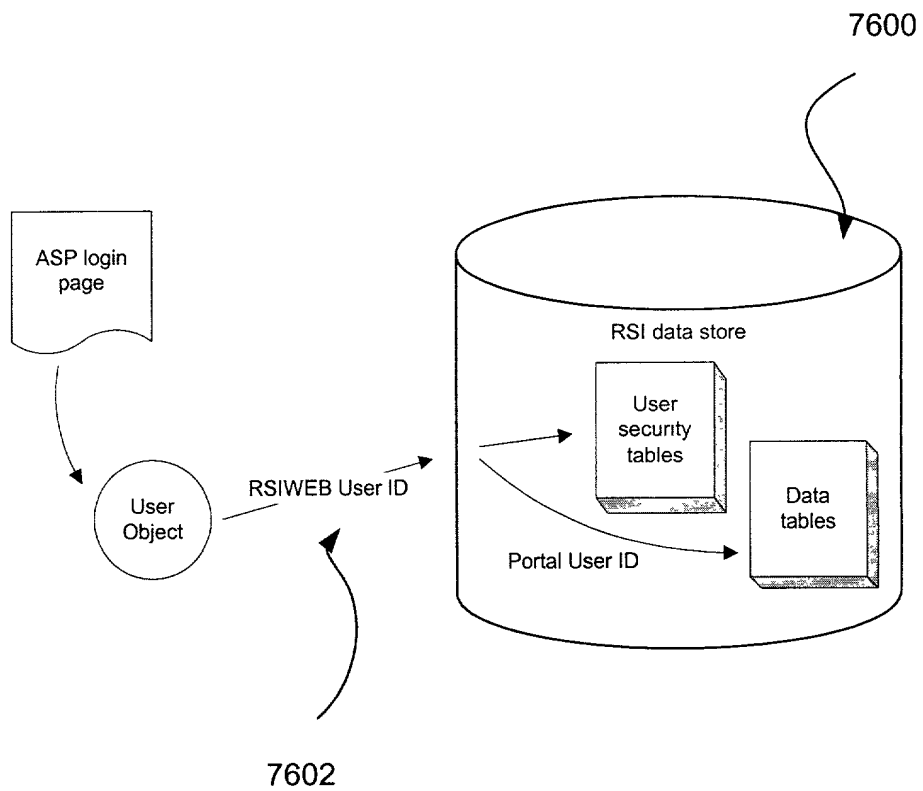 7600
ASP login
page
RSI data store
User
security
tables
RSIWEB User ID
User
Object
Data
tables
Portal User ID
7602